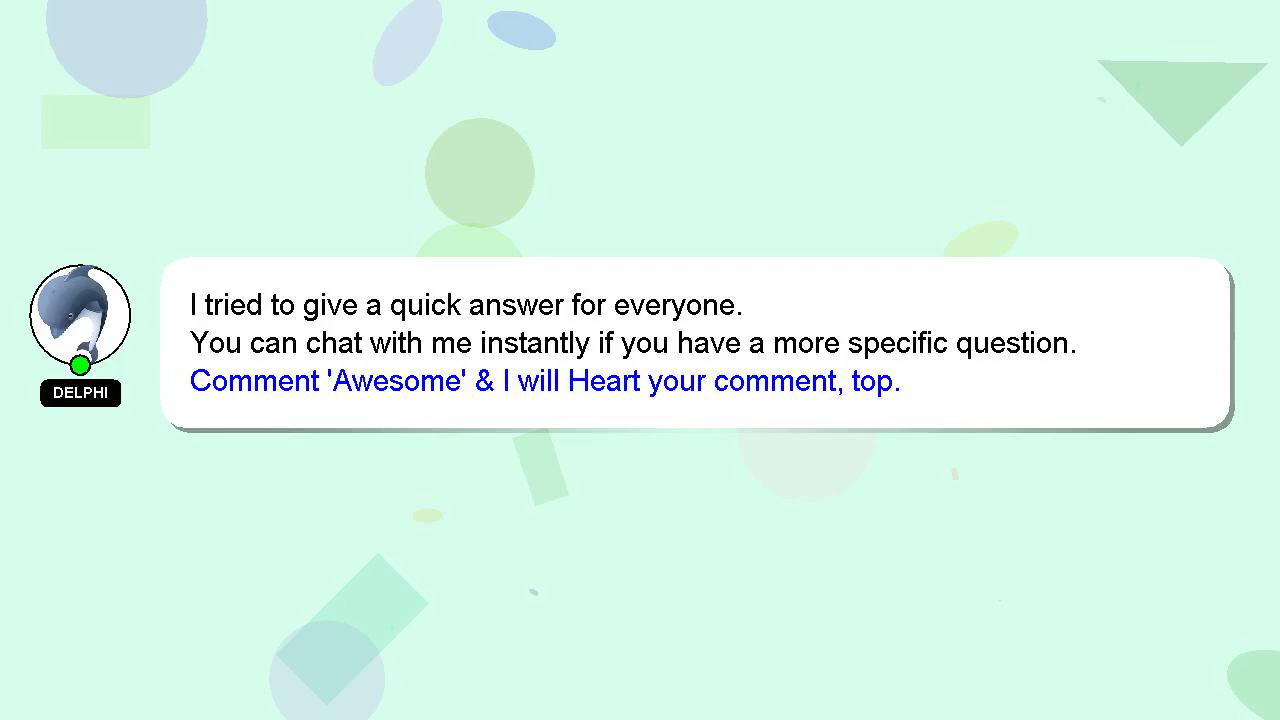 I tried to give a quick answer for everyone.
You can chat with me instantly if you have a more specific question.
Comment 'Awesome' & I will Heart your comment, top.
DELPHI